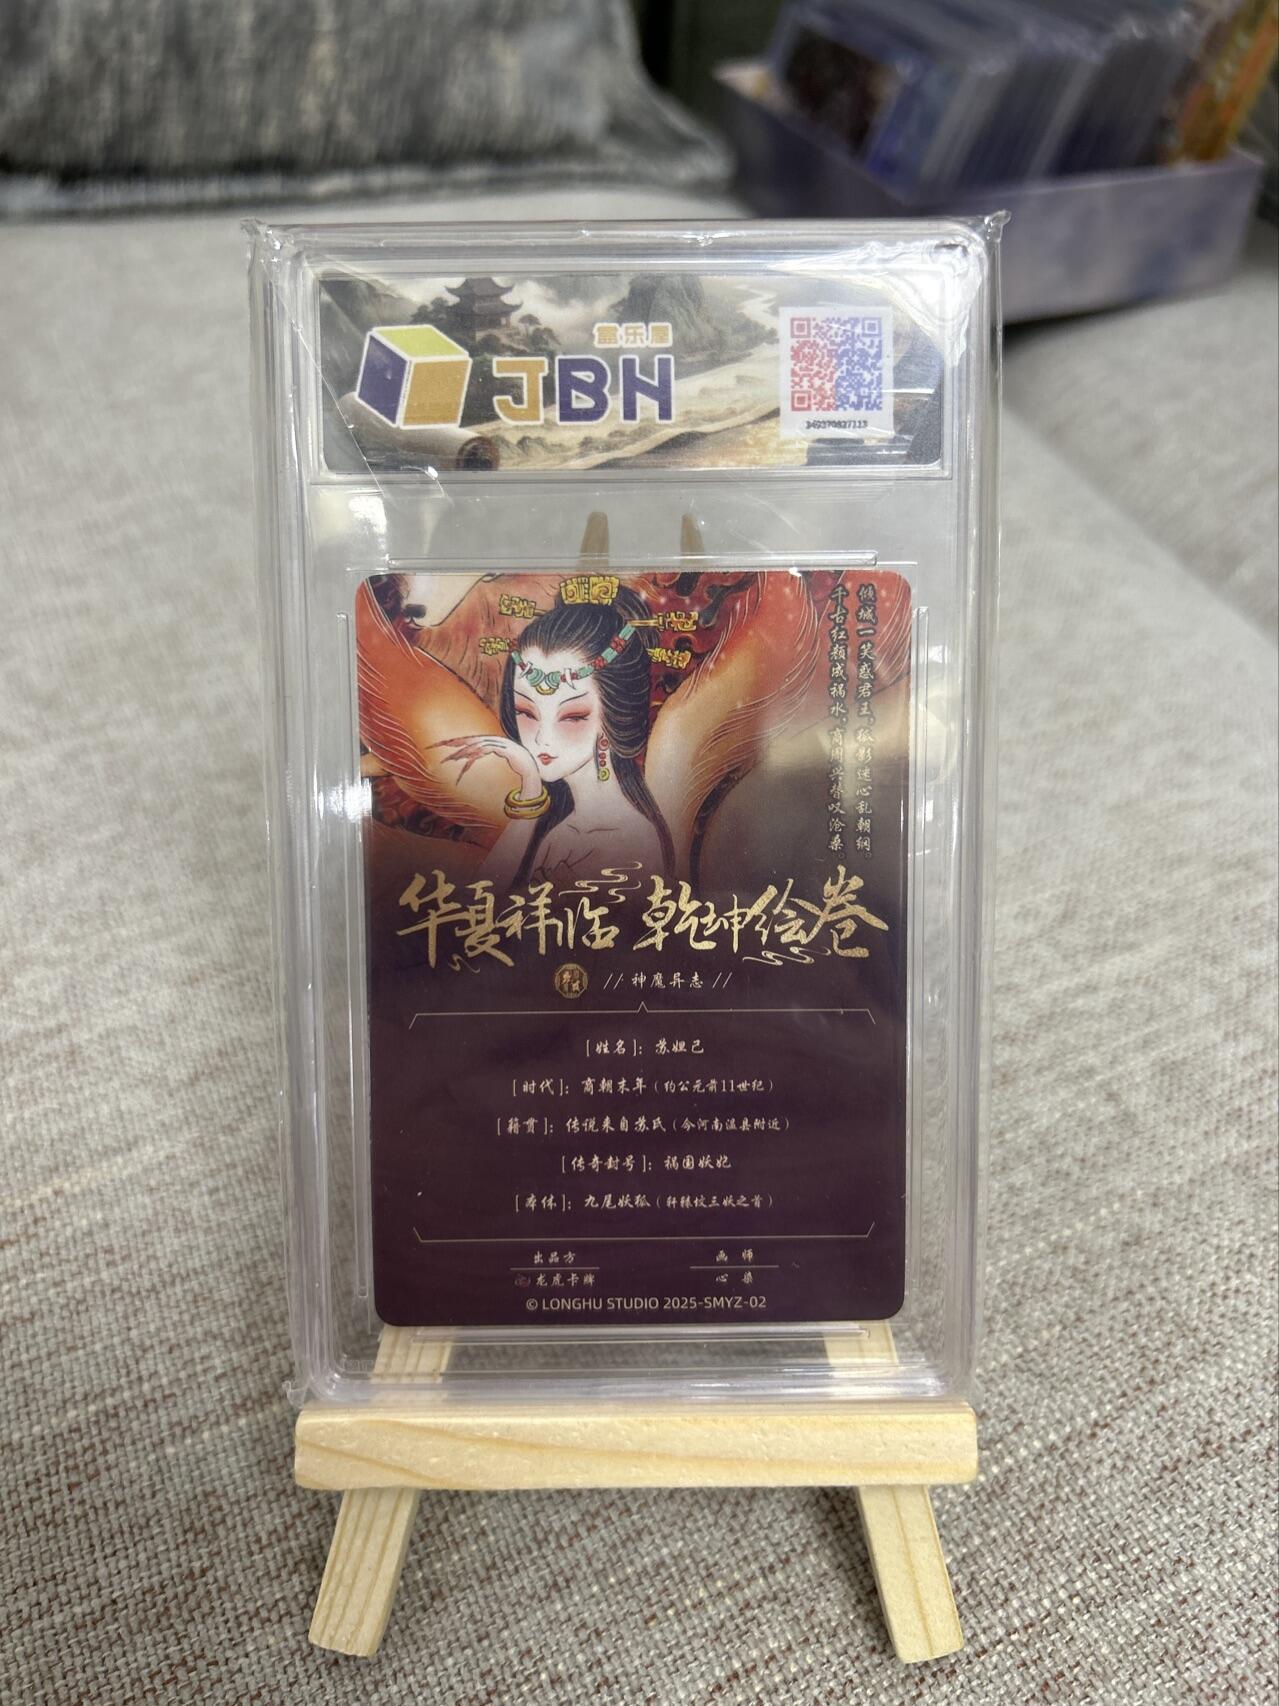 盒乐屋
JBH
349370827113
倾城一笑惑君王，狐影迷心乱朝纲。
千古红颜成祸水，商周兴替叹沧桑。
华夏祥临 乾坤绘卷
// 神魔异志 //
[姓名]：苏妲己
[时代]：商朝末年（约公元前11世纪）
[籍贯]：传说来自苏氏（今河南温县附近）
[传奇封号]：祸国妖妃
[本体]：九尾妖狐（轩辕坟三妖之首）
出品方
龙虎卡牌
画 师
心 染
© LONGHU STUDIO 2025-SMYZ-02